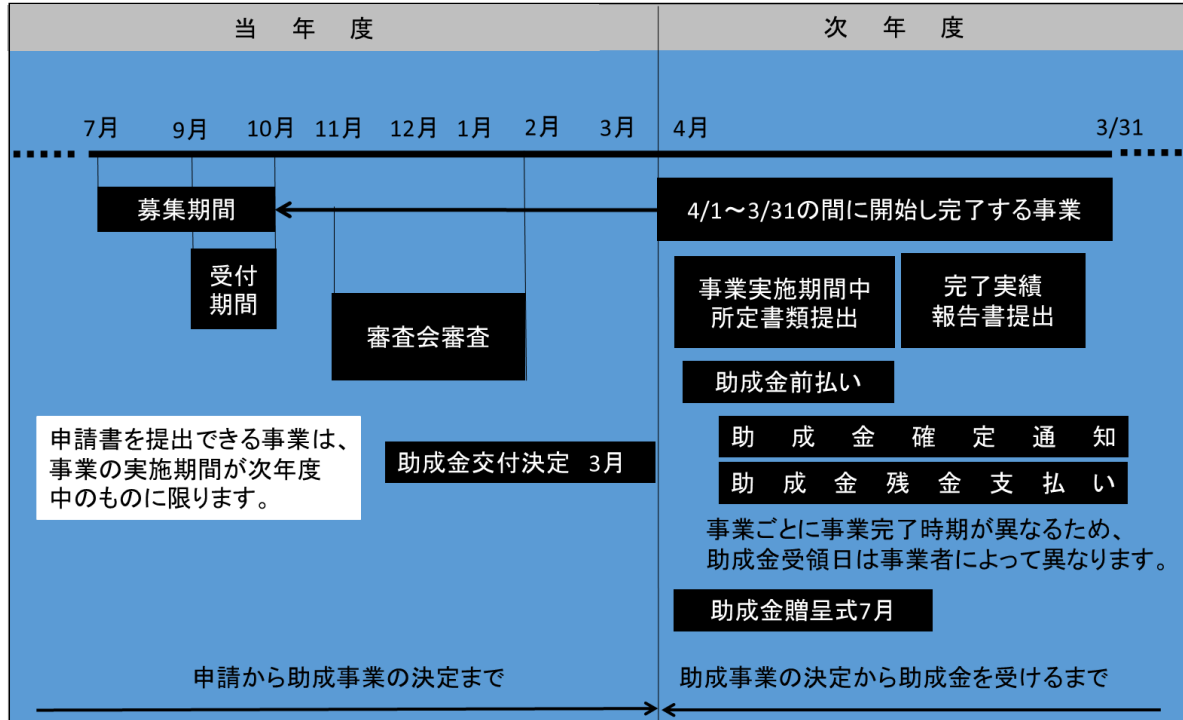 当年度
次年度
7月 9月 10月 11月 12月 1月 2月 3月 4月 3/31
募集期間
4/1～3/31の間に開始し完了する事業
受付
期間
審査会審査
事業実施期間中
所定書類提出
完了実績
報告書提出
助成金前払い
申請書を提出できる事業は、
事業の実施期間が次年度
中のものに限ります。
助成金交付決定 3月
助成金確定通知
助成金残金支払い
事業ごとに事業完了時期が異なるため、
助成金受領日は事業者によって異なります。
助成金贈呈式7月
申請から助成事業の決定まで
助成事業の決定から助成金を受けるまで